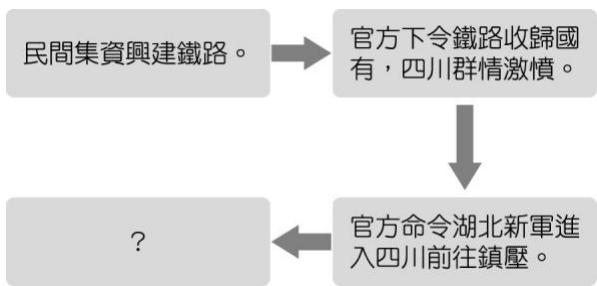 民間集資興建鐵路。
官方下令鐵路收歸國
有，四川群情激憤。
官方命令湖北新軍進
入四川前往鎮壓。
？